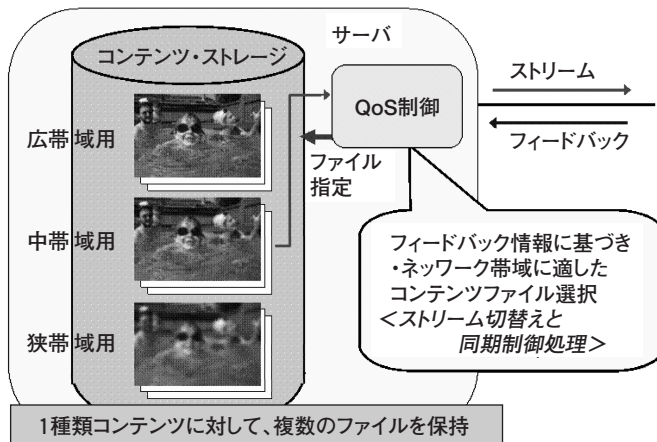 サーバ
コンテンツ・ストレージ
広帯域用
中帯域用
狭帯域用
QoS制御
ファイル
指定
ストリーム
フィードバック
フィードバック情報に基づき
・ネットワーク帯域に適した
コンテンツファイル選択
<ストリーム切替えと
同期制御処理>
1種類コンテンツに対して、複数のファイルを保持